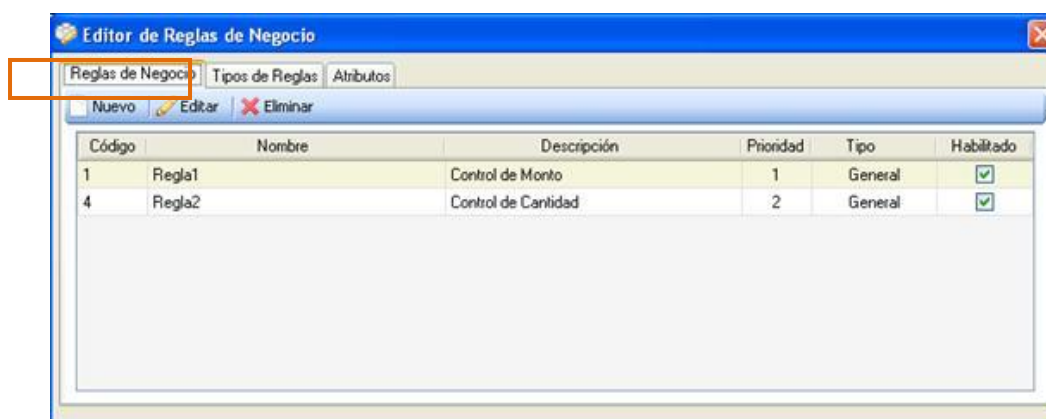 Editor de Reglas de Negocio
Reglas de Negocio Tipos de Reglas Atributos
Nuevo Editar Eliminar
Código Nombre Descripción Prioridad Tipo Habilitado
1 Regla1 Control de Monto 1 General
4 Regla2 Control de Cantidad 2 General